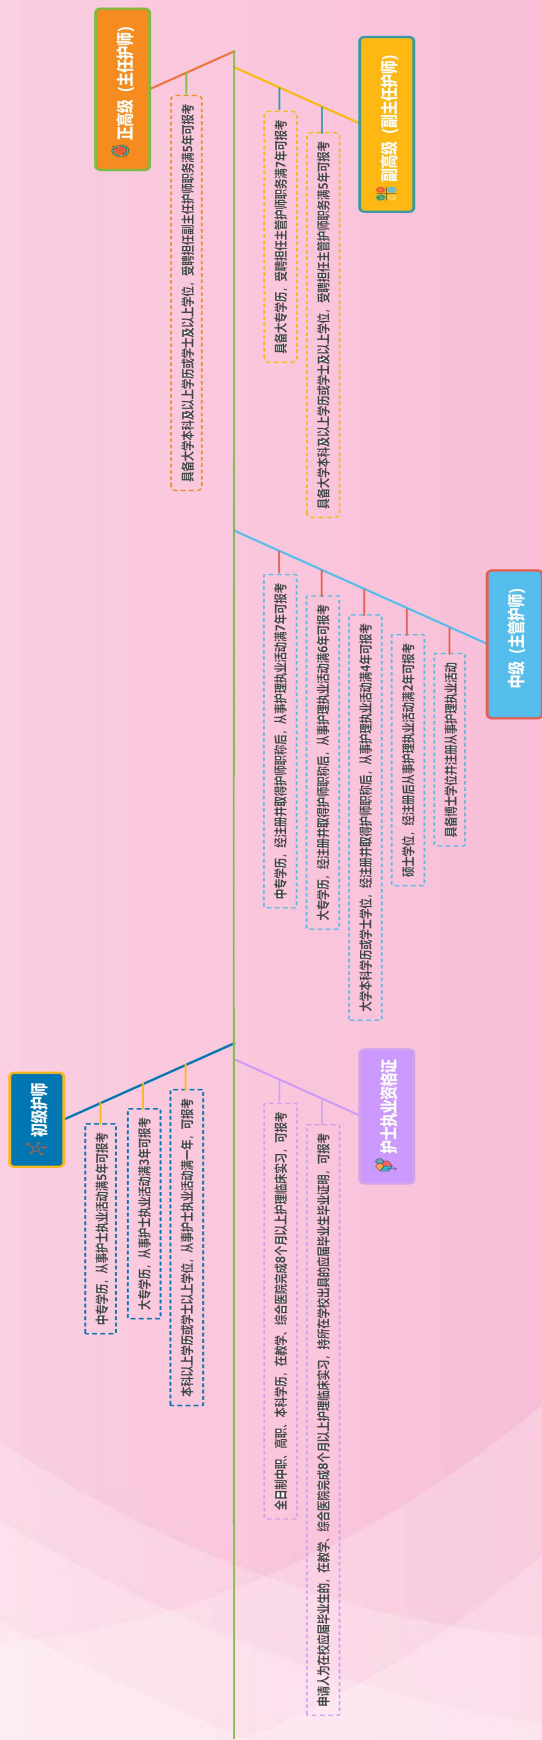 正高级（主任护师）
具备大学本科及以上学历或学士及以上学位，受聘担任副主任护师职务满5年可报考
副高级（副主任护师）
具备大专学历，受聘担任主管护师职务满7年可报考
具备大学本科及以上学历或学士及以上学位，受聘担任主管护师职务满5年可报考
中级（主管护师）
中专学历，经注册并取得护师职称后，从事护理执业活动满7年可报考
大专学历，经注册并取得护师职称后，从事护理执业活动满6年可报考
大学本科学历或学士学位，经注册并取得护师职称后，从事护理执业活动满4年可报考
硕士学位，经注册后从事护理执业活动满2年可报考
具备博士学位并注册从事护理执业活动
初级护师
中专学历，从事护士执业活动满5年可报考
大专学历，从事护士执业活动满3年可报考
本科以上学历或学士以上学位，从事护士执业活动满一年，可报考
护士执业资格证
全日制中职、高职、本科学历，在教学、综合医院完成8个月以上护理临床实习，可报考
申请人为在校应届毕业生的，在教学、综合医院完成8个月以上护理临床实习，持所在学校出具的应届毕业生毕业证明，可报考